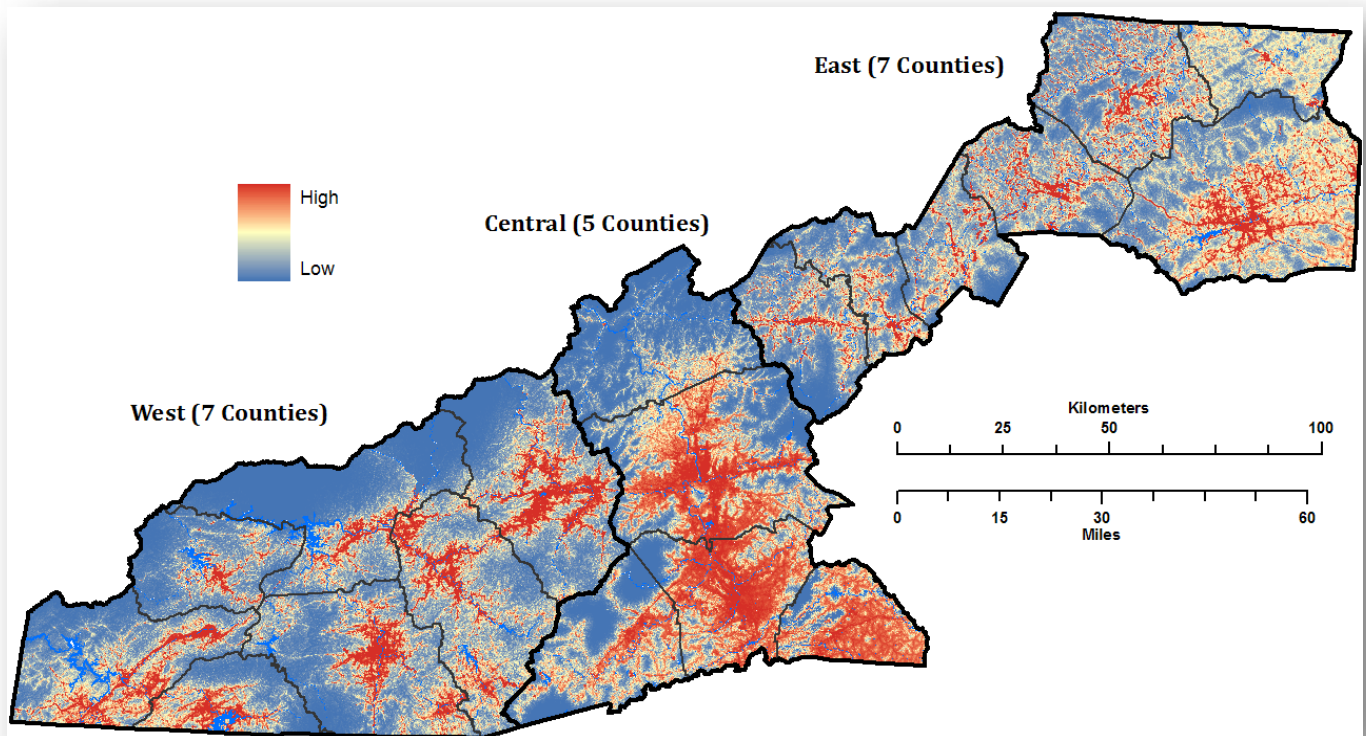 East (7 Counties)
High
Low
Central (5 Counties)
West (7 Counties)
Kilometers
0 25 50 100
0 15 30 60
Miles